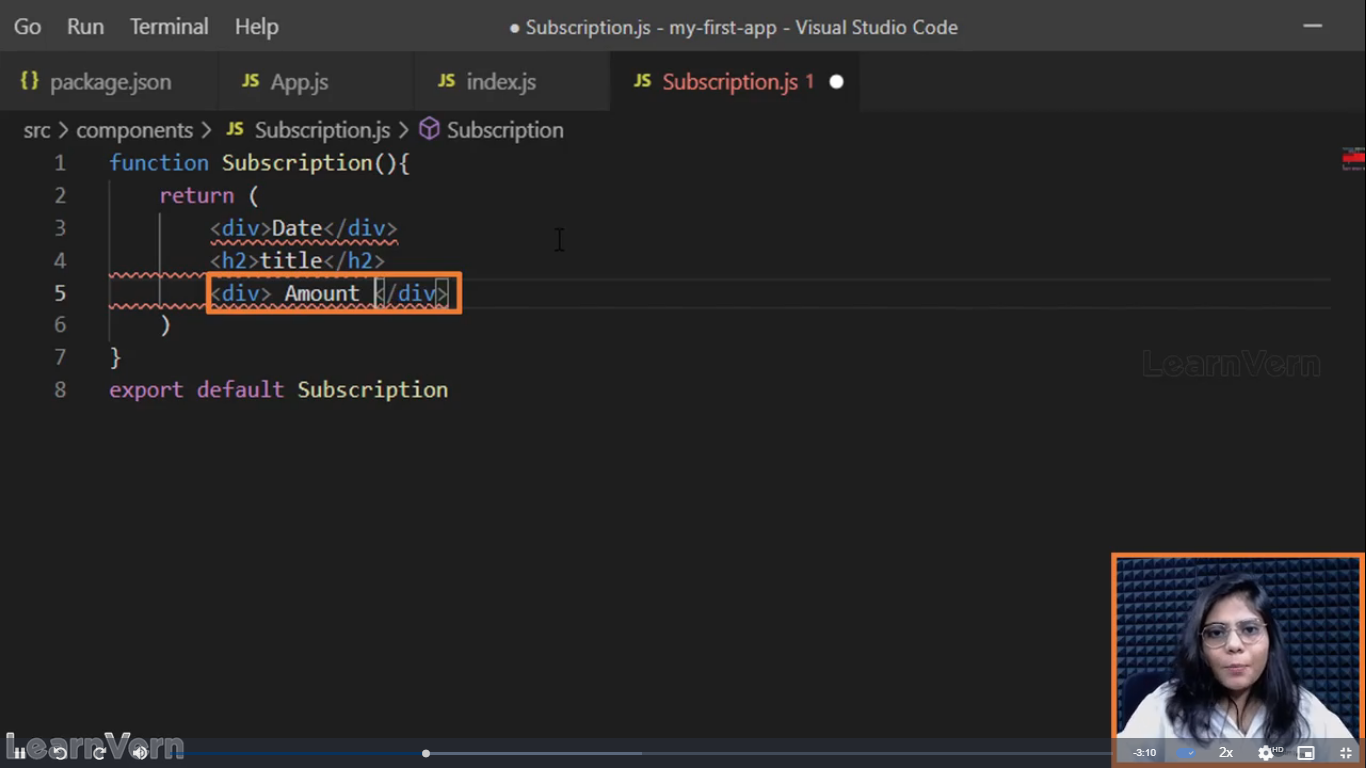 Go Run Terminal Help ● Subscription.js - my-first-app - Visual Studio Code
{} package.json JS App.js JS index.js JS Subscription.js 1
src > components > JS Subscription.js > Subscription
1 function Subscription(){
2 return (
3 <div>Date</div>
4 <h2>title</h2>
5 <div> Amount </div>
6 )
7 }
8 export default Subscription
LearnVern
LearnVern
-3:10 2x HD